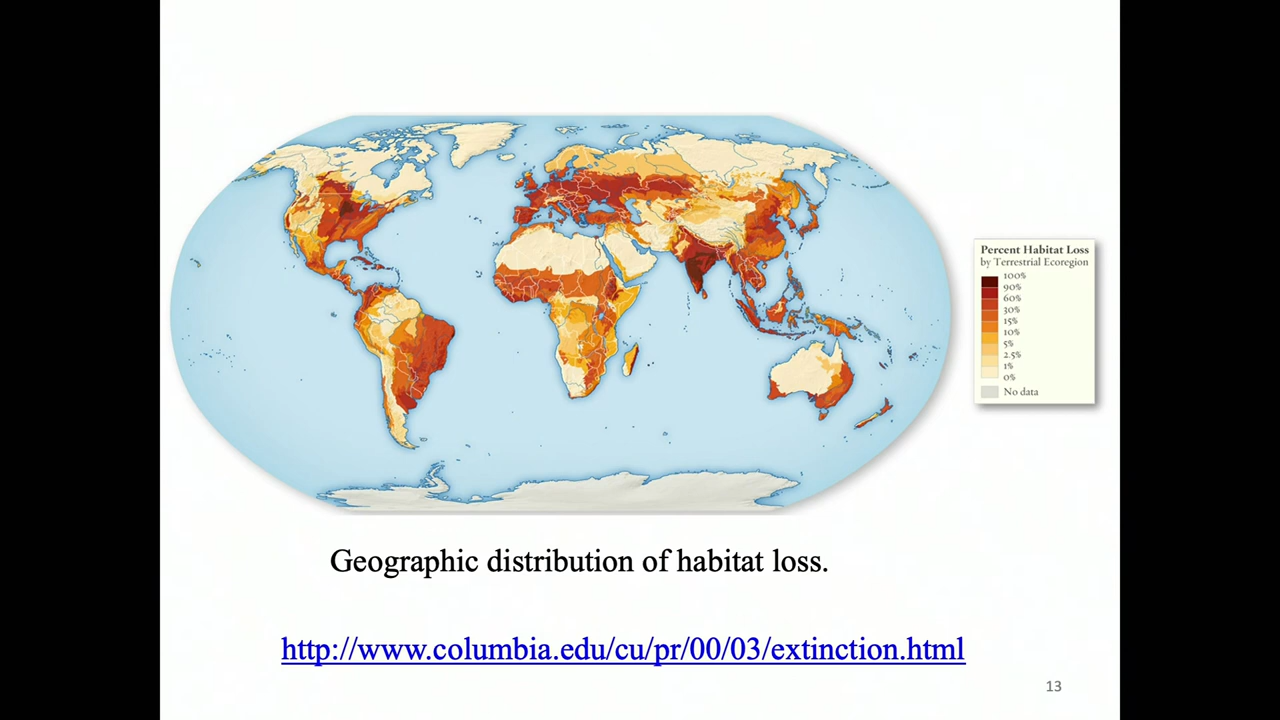 Percent Habitat Loss
by Terrestrial Ecoregion
100%
90%
60%
30%
15%
10%
5%
2.5%
1%
0%
No data
Geographic distribution of habitat loss.
http://www.columbia.edu/cu/pr/00/03/extinction.html
13